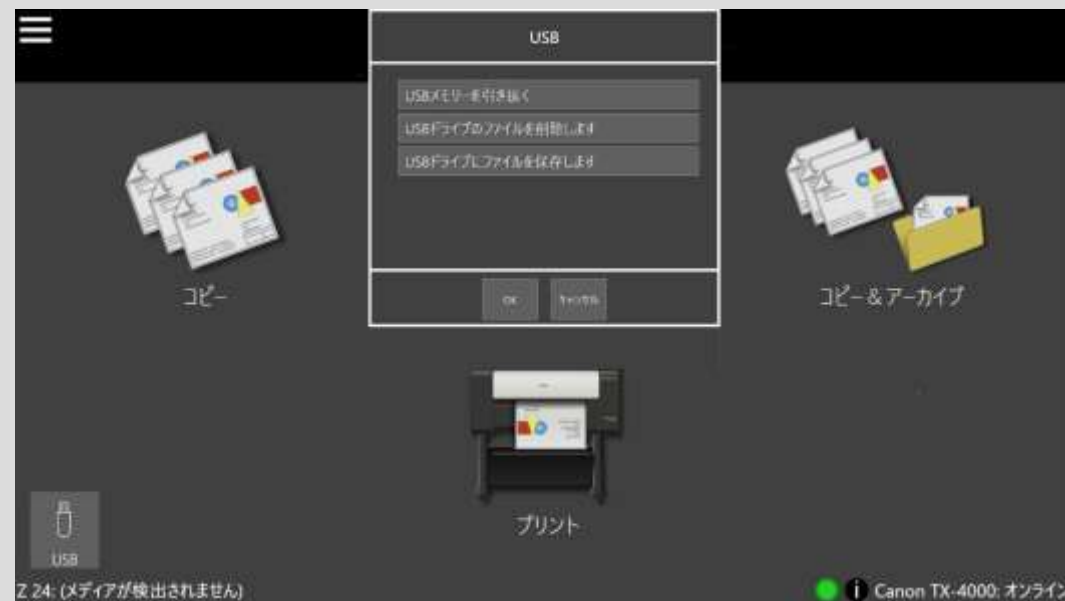 USB
USBメモリーを引き抜く
USBドライブのファイルを削除します
USBドライブにファイルを保存します
OK
キャンセル
コピー
コピー&アーカイブ
プリント
USB
Z 24: (メディアが検出されません)
Canon TX-4000: オンライン